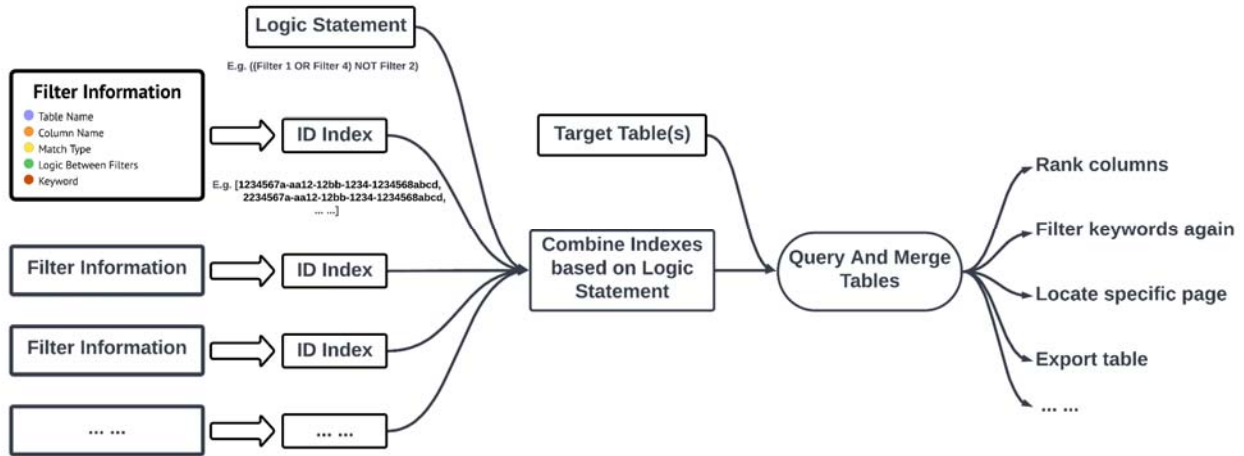 Logic Statement
E.g. ((Filter 1 OR Filter 4) NOT Filter 2)
Filter Information
Table Name
Column Name
Match Type
Logic Between Filters
Keyword
ID Index
E.g. [1234567a-aa12-12bb-1234-1234568abcd,
2234567a-aa12-12bb-1234-1234568abcd,
... ...]
Filter Information
ID Index
Filter Information
ID Index
... ...
... ...
Target Table(s)
Combine Indexes
based on Logic
Statement
Query And Merge
Tables
Rank columns
Filter keywords again
Locate specific page
Export table
... ...